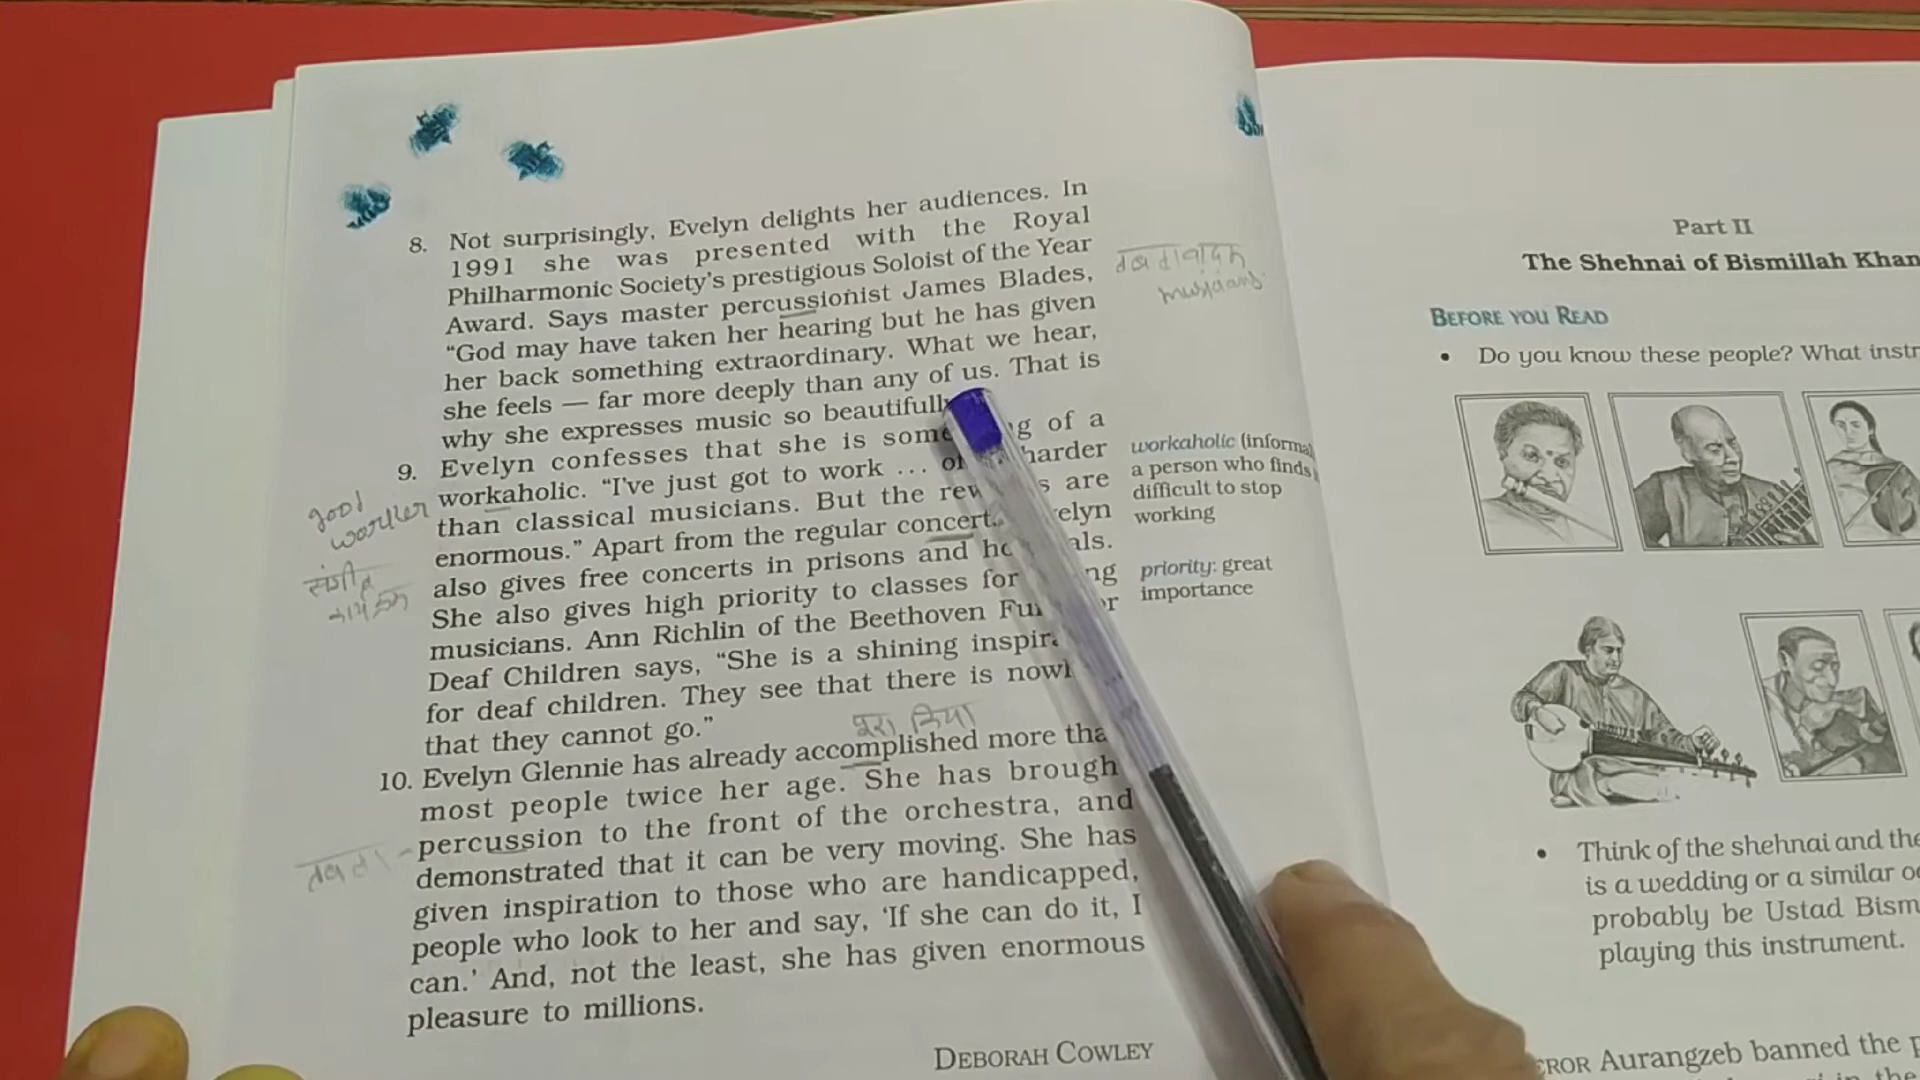 8. Not surprisingly, Evelyn delights her audiences. In
1991 she was presented with the Royal
Philharmonic Society's prestigious Soloist of the Year
Award. Says master percussionist James Blades,
“God may have taken her hearing but he has given
her back something extraordinary. What we hear,
she feels — far more deeply than any of us. That is
why she expresses music so beautifully
9. Evelyn confesses that she is some g of a
workaholic. “I've just got to work ... harder
than classical musicians. But the rew s are
enormous.” Apart from the regular concert elyn
also gives free concerts in prisons and ho als.
She also gives high priority to classes for ng
musicians. Ann Richlin of the Beethoven Fun or
Deaf Children says, “She is a shining inspira
for deaf children. They see that there is nowh
that they cannot go.”
10. Evelyn Glennie has already accomplished more tha
most people twice her age. She has brough
percussion to the front of the orchestra, and
demonstrated that it can be very moving. She has
given inspiration to those who are handicapped,
people who look to her and say, ‘If she can do it, I
can.’ And, not the least, she has given enormous
pleasure to millions.
DEBORAH COWLEY
तबलावादक
musicians
good
worker
संगीत
कार्यक्रम
पूरा किया
तबला
workaholic (informa
a person who finds
difficult to stop
working
priority: great
importance
Part II
The Shehnai of Bismillah Khan
BEFORE YOU READ
• Do you know these people? What instr
• Think of the shehnai and the
is a wedding or a similar o
probably be Ustad Bism
playing this instrument.
EROR Aurangzeb banned the p
in the